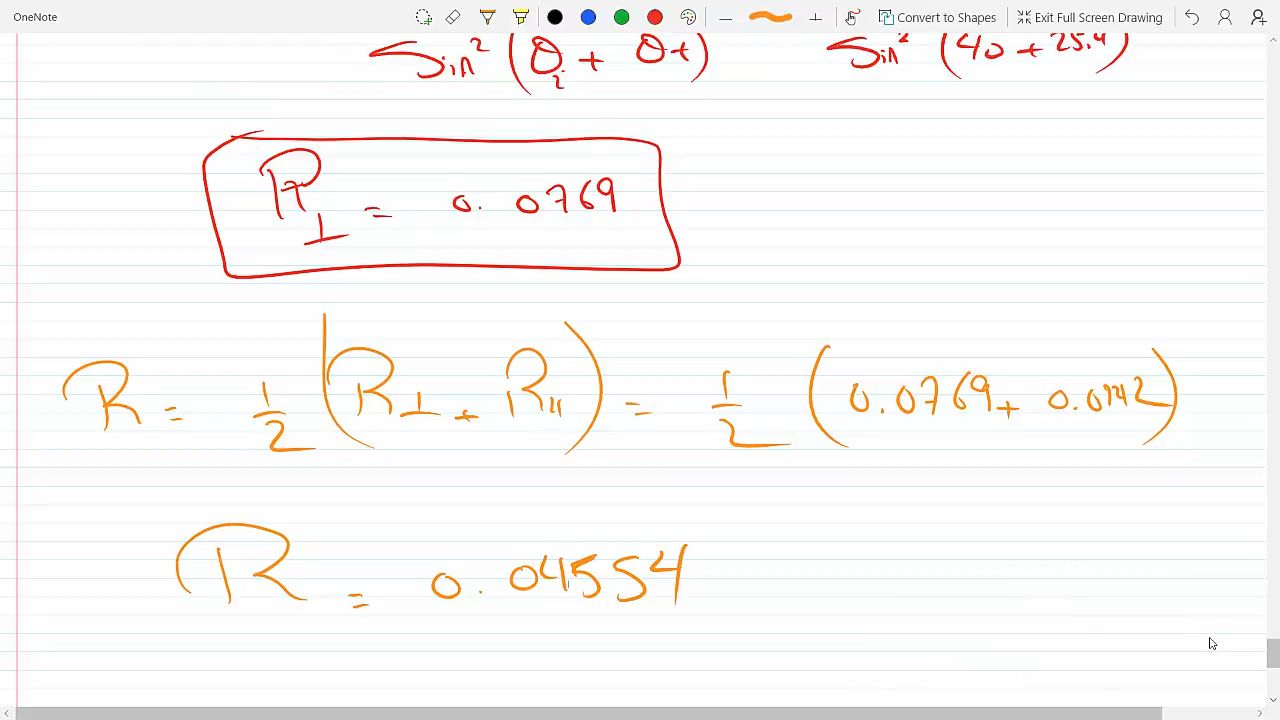 OneNote
Convert to Shapes Exit Full Screen Drawing
Sin² (θ₂ + θt) Sin² (40 + 25.4)
R⊥ = 0.0769
R = 1/2 (R⊥ + R॥) = 1/2 (0.0769 + 0.0142)
R = 0.04554